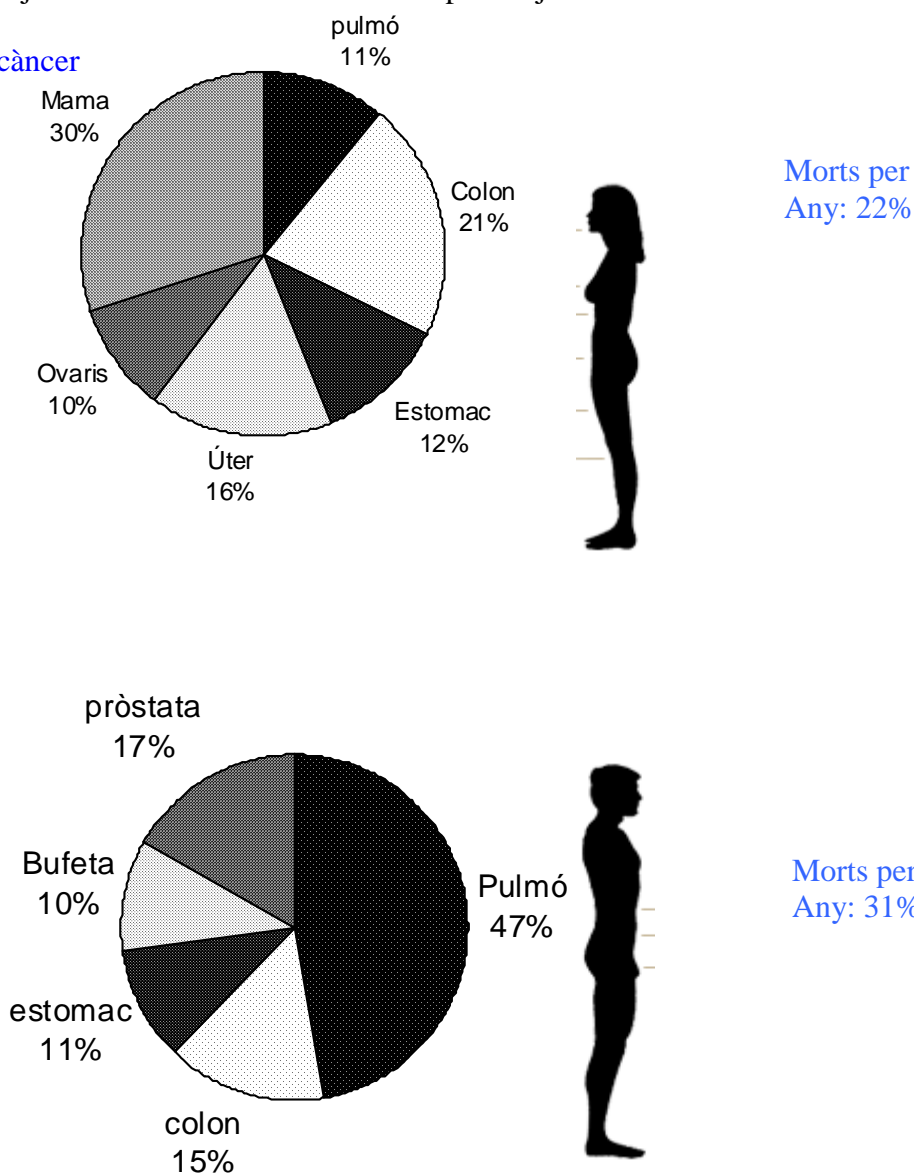 pulmó
11%
càncer
Mama
30%
Colon
21%
Morts per
Any: 22%
Ovaris
10%
Estomac
12%
Úter
16%
pròstata
17%
Bufeta
10%
Pulmó
47%
Morts per
Any: 31%
estomac
11%
colon
15%